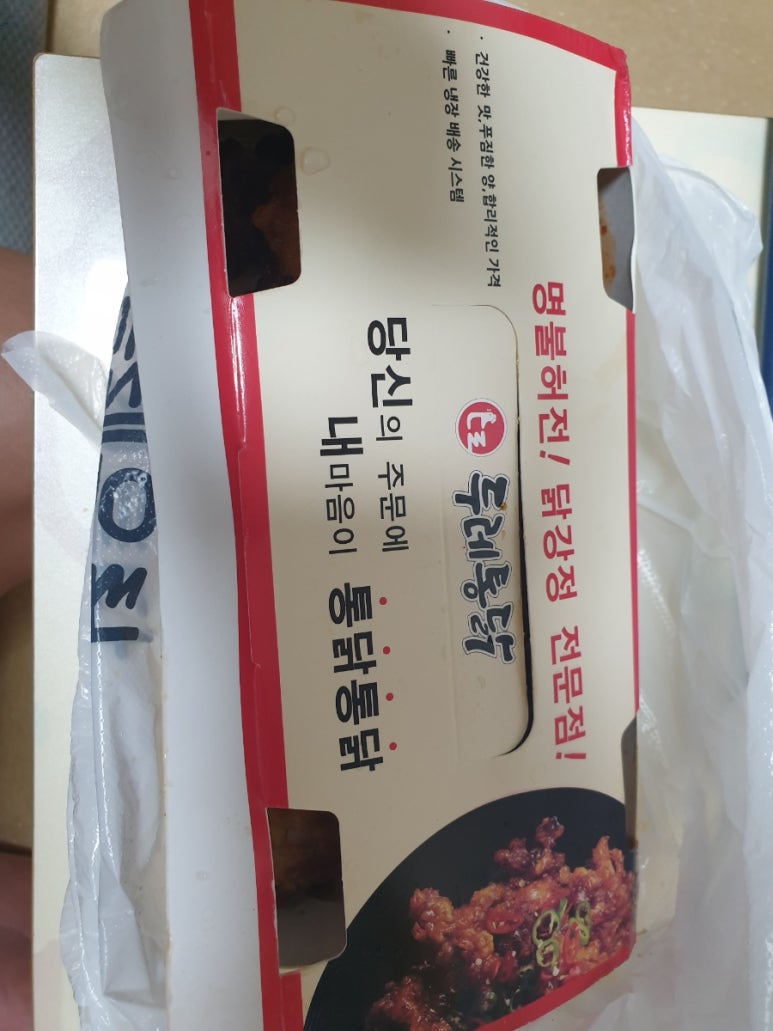 명불허전! 닭강정 전문점!
· 건강한 맛,푸짐한 양,합리적인 가격
· 빠른 냉장 배송 시스템
두레통닭
당신의 주문에
내마음이 통닭통닭